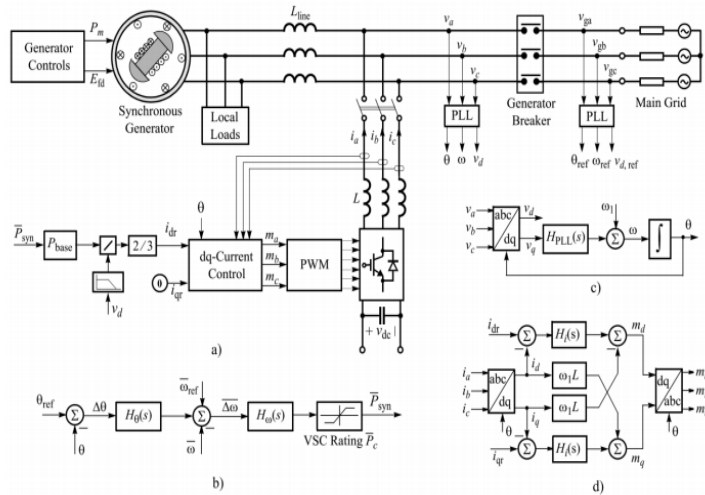 L_line
v_a
v_ga
v_b
v_gb
v_c
v_gc
Generator
Controls
P_m
E_fd
Synchronous
Generator
Local
Loads
PLL
θ ω v_d
Generator
Breaker
PLL
θ_ref ω_ref v_d, ref
Main Grid
i_a i_b i_c
L
P̅_syn
P_base
2/3
i_dr
θ
dq-Current
Control
0
i_qr
m_a
m_b
m_c
PWM
v_d
+ v_dc
a)
v_a
v_b
v_c
abc
dq
v_d
v_q
H_PLL(s)
ω_1
Σ
ω
∫
θ
c)
θ_ref
Σ
−
θ
Δθ
H_θ(s)
ω̅_ref
Σ
−
ω̅
Δω̅
H_ω(s)
VSC Rating P̅_c
P̅_syn
b)
i_dr
Σ
−
H_i(s)
Σ
−
m_d
i_a
i_b
i_c
abc
dq
θ
i_d
ω_1L
ω_1L
i_q
dq
abc
θ
m
m
m
i_qr
Σ
−
H_i(s)
Σ
m_q
d)